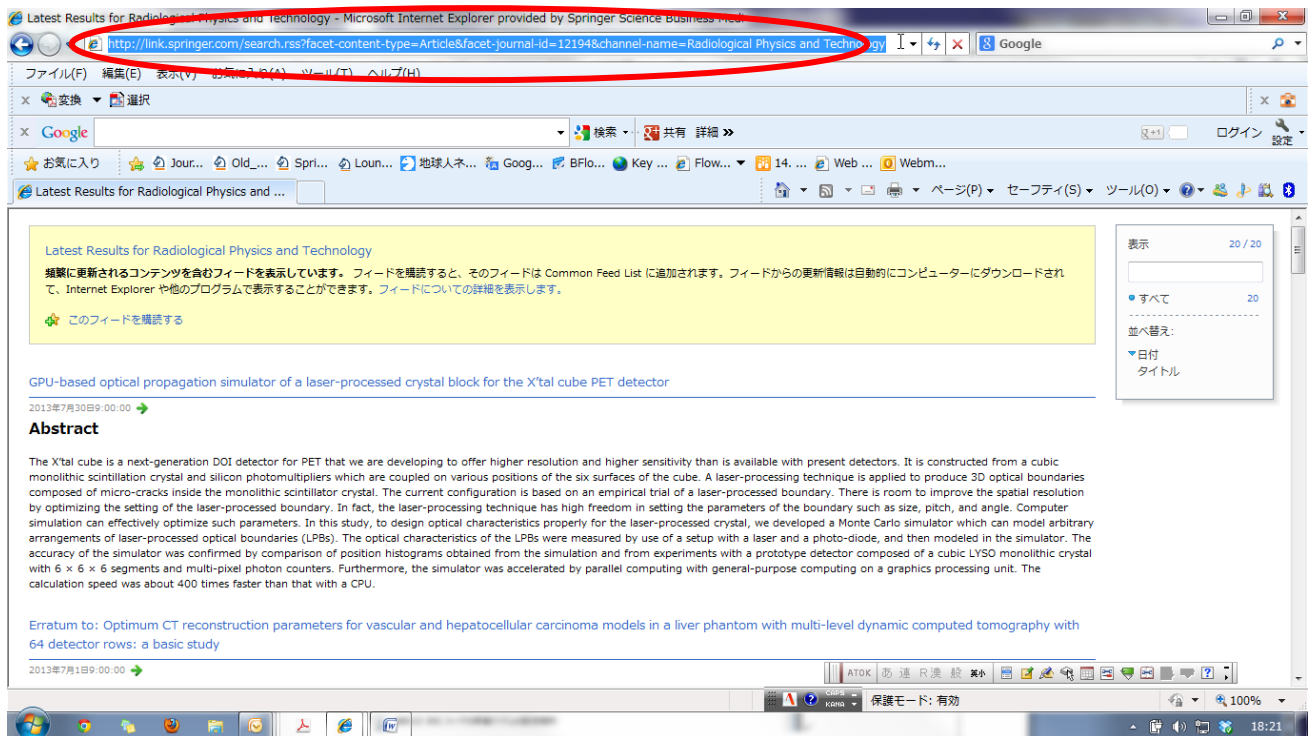 Latest Results for Radiological Physics and Technology - Microsoft Internet Explorer provided by Springer Science Business Medi
http://link.springer.com/search.rss?facet-content-type=Article&facet-journal-id=12194&channel-name=Radiological Physics and Technology
Google
ファイル(F) 編集(E) 表示(V) お気に入り(A) ツール(T) ヘルプ(H)
x 変換 選択 x
x Google 検索 共有 詳細 >> +1 ログイン 設定
お気に入り Jour... Old_... Spri... Loun... 地球人ネ... Goog... BFlo... Key ... Flow... 14. ... Web ... Webm...
Latest Results for Radiological Physics and ... ページ(P) セーフティ(S) ツール(O)
Latest Results for Radiological Physics and Technology
頻繁に更新されるコンテンツを含むフィードを表示しています。 フィードを購読すると、そのフィードは Common Feed List に追加されます。フィードからの更新情報は自動的にコンピューターにダウンロードされ
て、Internet Explorer や他のプログラムで表示することができます。フィードについての詳細を表示します。
このフィードを購読する
表示 20 / 20
すべて 20
並べ替え:
日付
タイトル
GPU-based optical propagation simulator of a laser-processed crystal block for the X'tal cube PET detector
2013年7月30日9:00:00
Abstract
The X'tal cube is a next-generation DOI detector for PET that we are developing to offer higher resolution and higher sensitivity than is available with present detectors. It is constructed from a cubic
monolithic scintillation crystal and silicon photomultipliers which are coupled on various positions of the six surfaces of the cube. A laser-processing technique is applied to produce 3D optical boundaries
composed of micro-cracks inside the monolithic scintillator crystal. The current configuration is based on an empirical trial of a laser-processed boundary. There is room to improve the spatial resolution
by optimizing the setting of the laser-processed boundary. In fact, the laser-processing technique has high freedom in setting the parameters of the boundary such as size, pitch, and angle. Computer
simulation can effectively optimize such parameters. In this study, to design optical characteristics properly for the laser-processed crystal, we developed a Monte Carlo simulator which can model arbitrary
arrangements of laser-processed optical boundaries (LPBs). The optical characteristics of the LPBs were measured by use of a setup with a laser and a photo-diode, and then modeled in the simulator. The
accuracy of the simulator was confirmed by comparison of position histograms obtained from the simulation and from experiments with a prototype detector composed of a cubic LYSO monolithic crystal
with 6 × 6 × 6 segments and multi-pixel photon counters. Furthermore, the simulator was accelerated by parallel computing with general-purpose computing on a graphics processing unit. The
calculation speed was about 400 times faster than that with a CPU.
Erratum to: Optimum CT reconstruction parameters for vascular and hepatocellular carcinoma models in a liver phantom with multi-level dynamic computed tomography with
64 detector rows: a basic study
2013年7月1日9:00:00
ATOK あ 連 R漢 般 英小
CAPS KANA 保護モード: 有効 100%
18:21